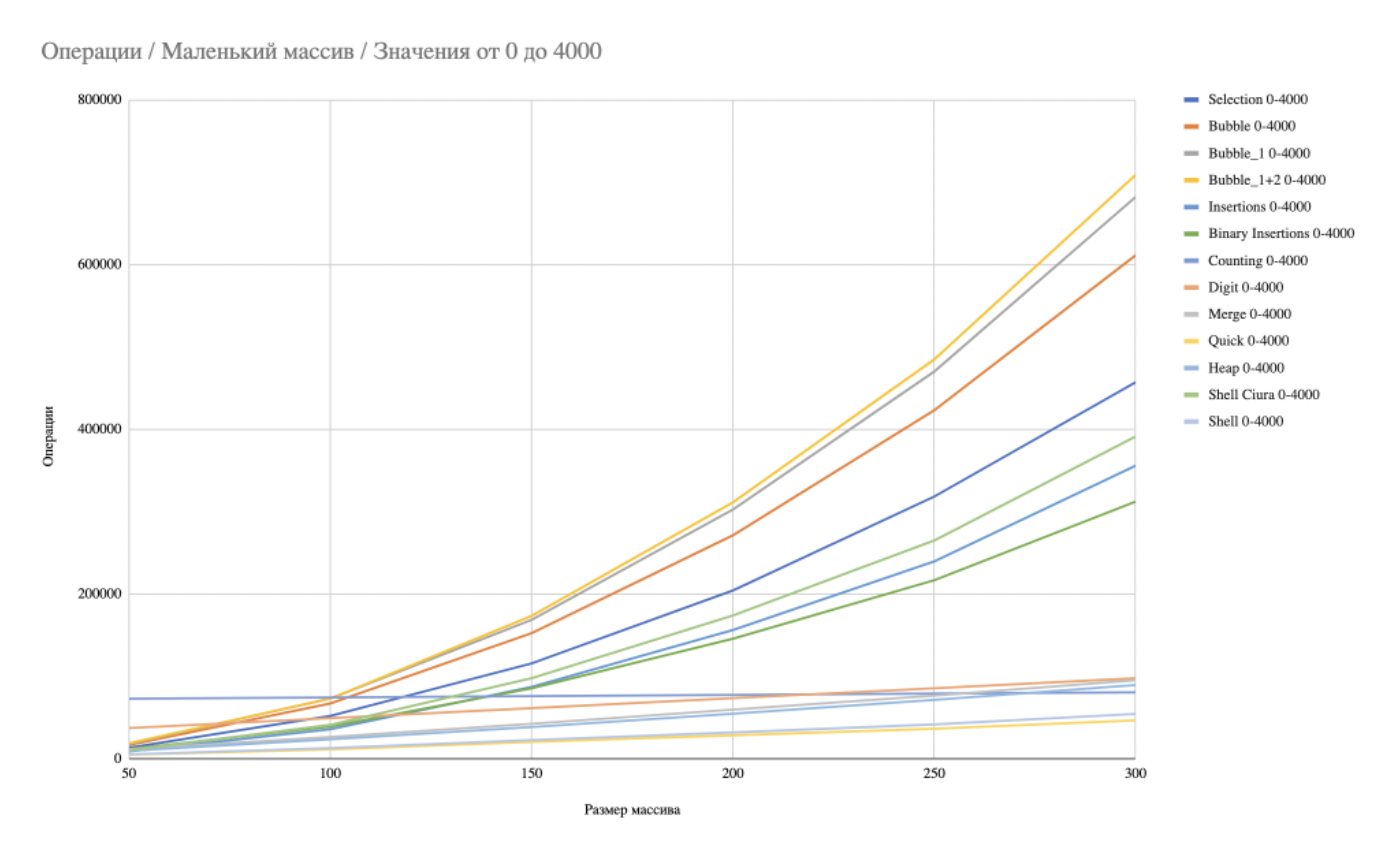 Операции / Маленький массив / Значения от 0 до 4000
800000
600000
400000
200000
0
Операции
50
100
150
200
250
300
Размер массива
Selection 0-4000
Bubble 0-4000
Bubble_1 0-4000
Bubble_1+2 0-4000
Insertions 0-4000
Binary Insertions 0-4000
Counting 0-4000
Digit 0-4000
Merge 0-4000
Quick 0-4000
Heap 0-4000
Shell Ciura 0-4000
Shell 0-4000